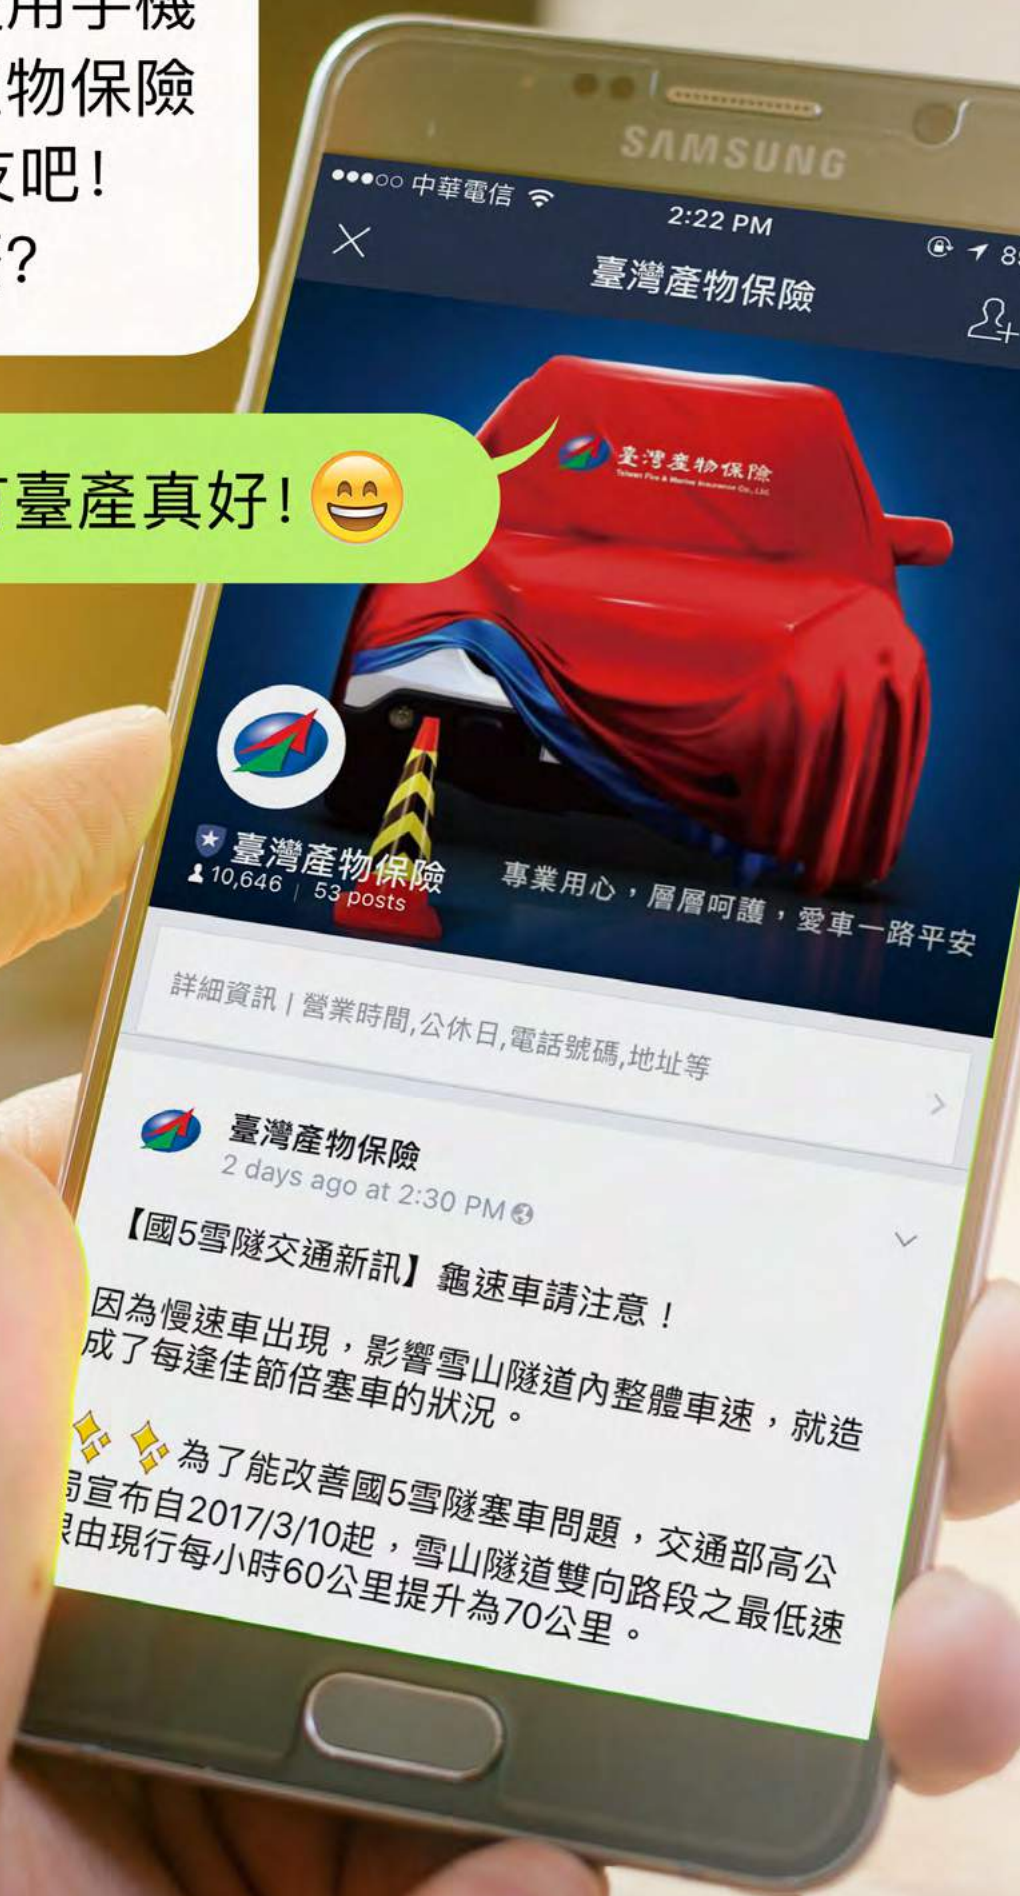 用手機
物保險
友吧!
?
臺產真好!
SAMSUNG
中華電信
2:22 PM
臺灣產物保險
臺灣產物保險
Taiwan Fire & Marine Insurance Co., Ltd.
臺灣產物保險
10,646 | 53 posts
專業用心，層層呵護，愛車一路平安
詳細資訊 | 營業時間,公休日,電話號碼,地址等
臺灣產物保險
2 days ago at 2:30 PM
【國5雪隧交通新訊】龜速車請注意！
因為慢速車出現，影響雪山隧道內整體車速，就造
成了每逢佳節倍塞車的狀況。
為了能改善國5雪隧塞車問題，交通部高公
局宣布自2017/3/10起，雪山隧道雙向路段之最低速
限由現行每小時60公里提升為70公里。